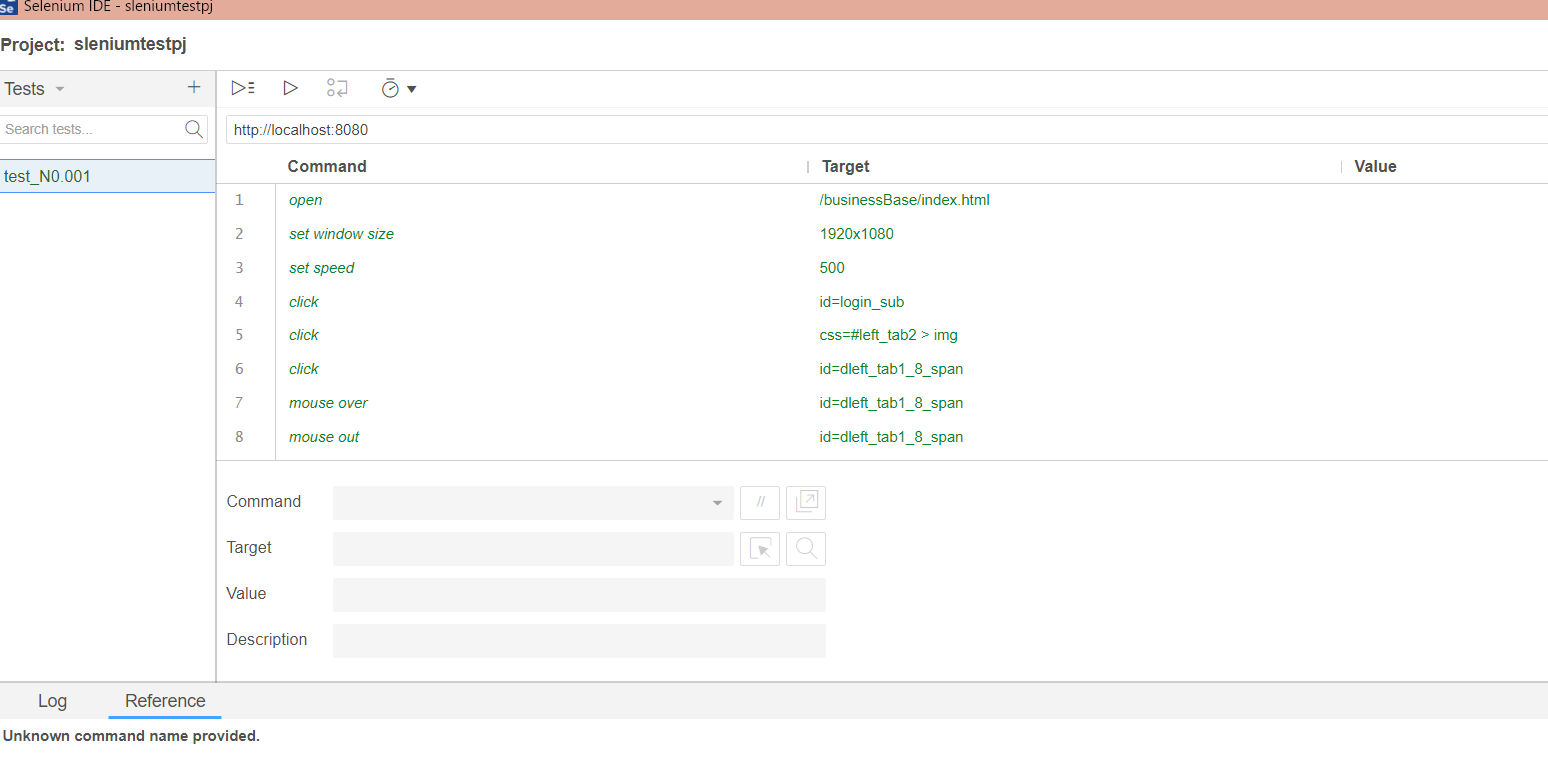 Se Selenium IDE - sleniumtestpj
Project: sleniumtestpj
Tests
Search tests...
test_N0.001
http://localhost:8080
Command Target Value
1 open /businessBase/index.html
2 set window size 1920x1080
3 set speed 500
4 click id=login_sub
5 click css=#left_tab2 > img
6 click id=dleft_tab1_8_span
7 mouse over id=dleft_tab1_8_span
8 mouse out id=dleft_tab1_8_span
Command //
Target
Value
Description
Log Reference
Unknown command name provided.